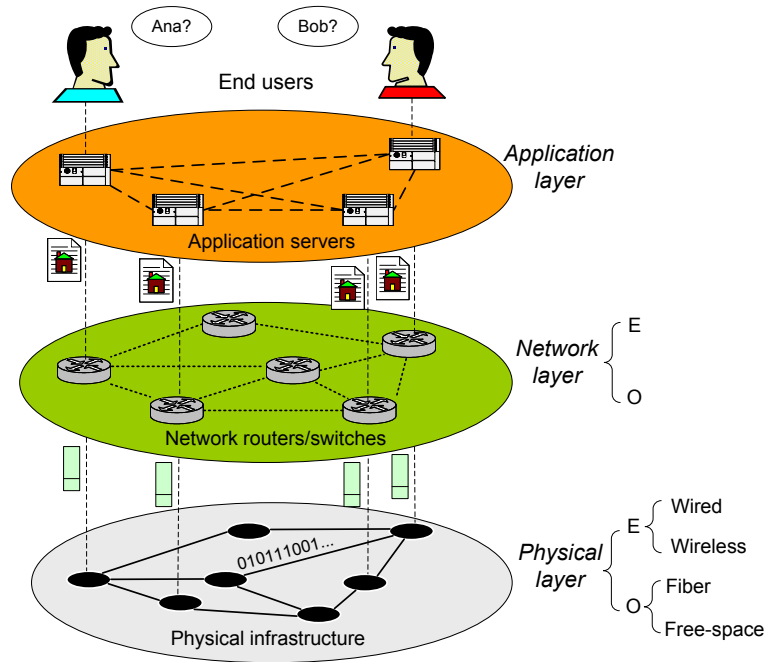 Ana?
Bob?
End users
Application
layer
Application servers
Network
layer
E
O
Network routers/switches
010111001...
Physical
layer
E
Wired
Wireless
O
Fiber
Free-space
Physical infrastructure